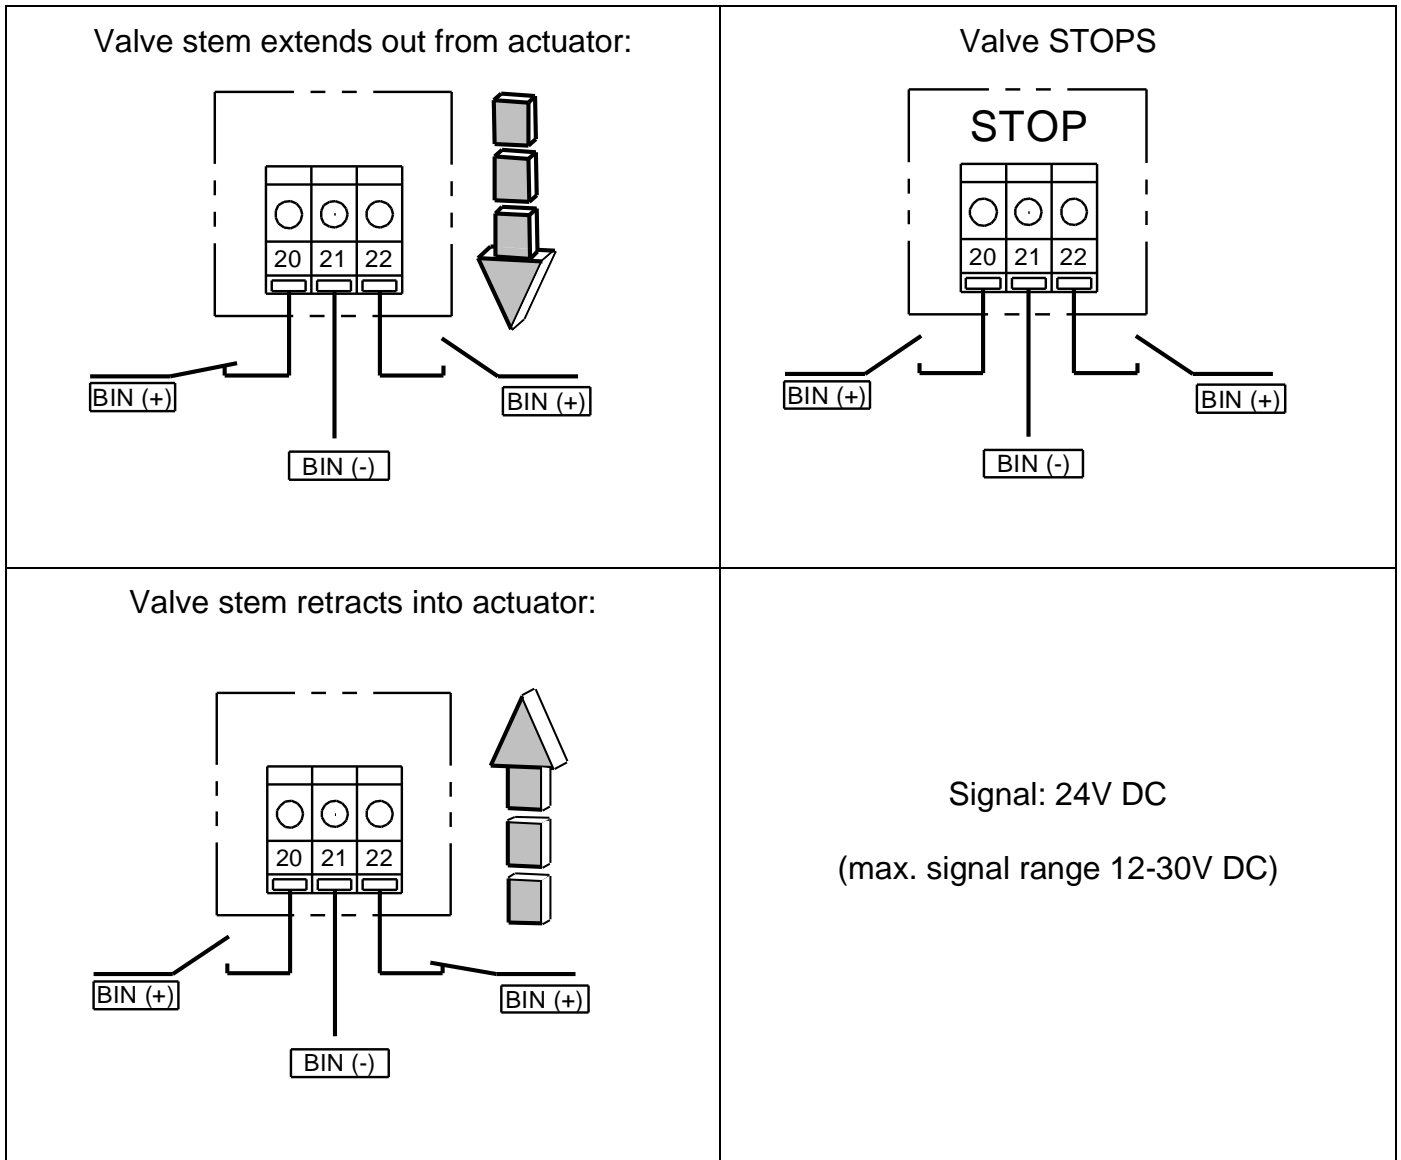 Valve stem extends out from actuator:
20 21 22
BIN (+)
BIN (+)
BIN (-)
Valve STOPS
STOP
20 21 22
BIN (+)
BIN (+)
BIN (-)
Valve stem retracts into actuator:
20 21 22
BIN (+)
BIN (+)
BIN (-)
Signal: 24V DC
(max. signal range 12-30V DC)